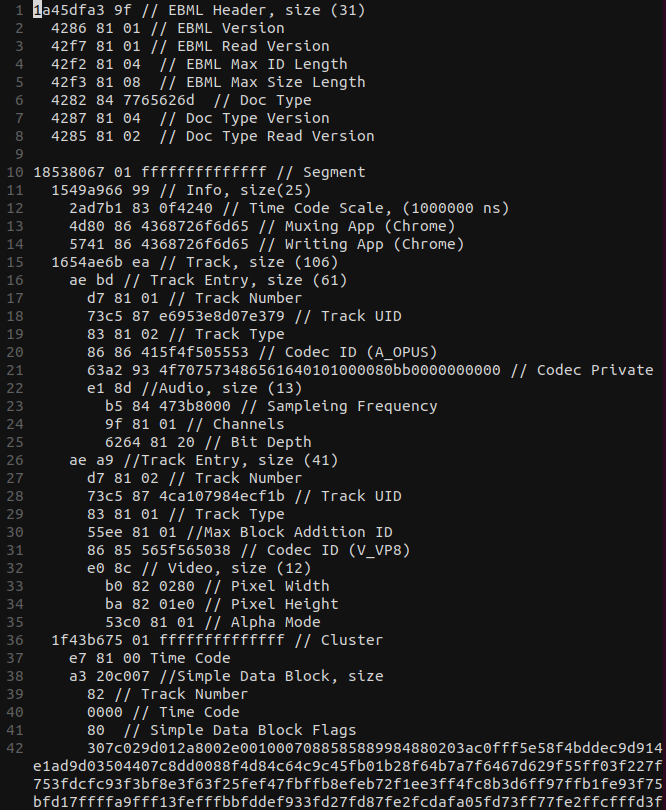 1 1a45dfa3 9f // EBML Header, size (31)
2 4286 81 01 // EBML Version
3 42f7 81 01 // EBML Read Version
4 42f2 81 04 // EBML Max ID Length
5 42f3 81 08 // EBML Max Size Length
6 4282 84 7765626d // Doc Type
7 4287 81 04 // Doc Type Version
8 4285 81 02 // Doc Type Read Version
9
10 18538067 01 ffffffffffffff // Segment
11 1549a966 99 // Info, size(25)
12 2ad7b1 83 0f4240 // Time Code Scale, (1000000 ns)
13 4d80 86 4368726f6d65 // Muxing App (Chrome)
14 5741 86 4368726f6d65 // Writing App (Chrome)
15 1654ae6b ea // Track, size (106)
16 ae bd // Track Entry, size (61)
17 d7 81 01 // Track Number
18 73c5 87 e6953e8d07e379 // Track UID
19 83 81 02 // Track Type
20 86 86 415f4f505553 // Codec ID (A_OPUS)
21 63a2 93 4f707573486561640101000080bb0000000000 // Codec Private
22 e1 8d //Audio, size (13)
23 b5 84 473b8000 // Sampleing Frequency
24 9f 81 01 // Channels
25 6264 81 20 // Bit Depth
26 ae a9 //Track Entry, size (41)
27 d7 81 02 // Track Number
28 73c5 87 4ca107984ecf1b // Track UID
29 83 81 01 // Track Type
30 55ee 81 01 //Max Block Addition ID
31 86 85 565f565038 // Codec ID (V_VP8)
32 e0 8c // Video, size (12)
33 b0 82 0280 // Pixel Width
34 ba 82 01e0 // Pixel Height
35 53c0 81 01 // Alpha Mode
36 1f43b675 01 ffffffffffffff // Cluster
37 e7 81 00 Time Code
38 a3 20c007 //Simple Data Block, size
39 82 // Track Number
40 0000 // Time Code
41 80 // Simple Data Block Flags
42 307c029d012a8002e0010007088585889984880203ac0fff5e58f4bddec9d914
e1ad9d03504407c8dd0088f4d84c64c9c45fb01b28f64b7a7f6467d629f55ff03f227f
753fdcfc93f3bf8e3f63f25fef47fbffb8efeb72f1ee3ff4fc8b3d6ff97ffb1fe93f75
bfd17ffffa9fff13fefffbbfddef933fd27fd87fe2fcdafa05fd73ff77fe2ffcfffd3f